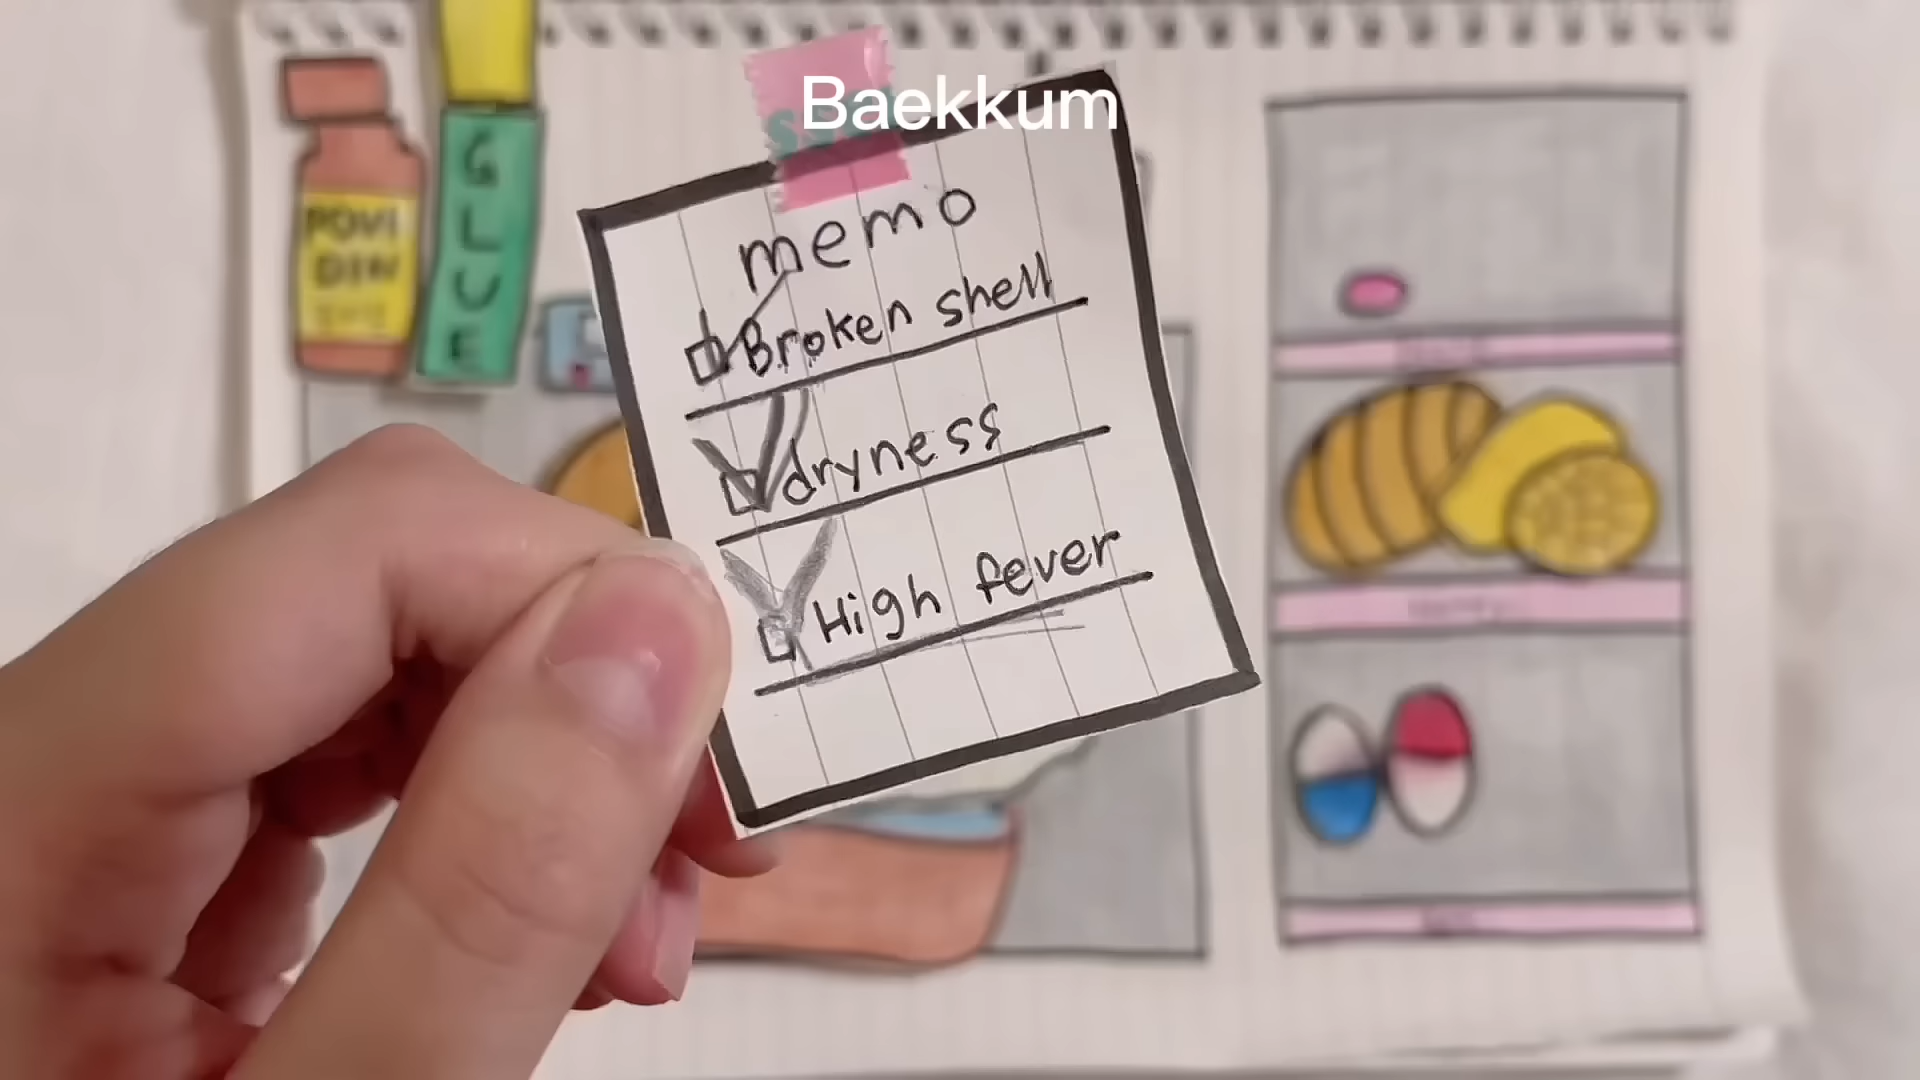 Baekkum
memo
Broken shell
dryness
High fever
POVI
DIN
GLUE